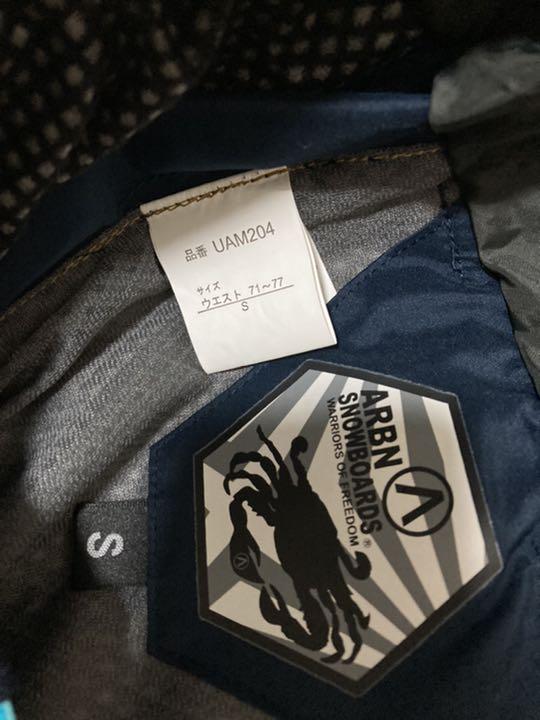 品番 UAM204
サイズ
ウエスト 71～77
S
ARBN
SNOWBOARDS®
WARRIORS OF FREEDOM
S